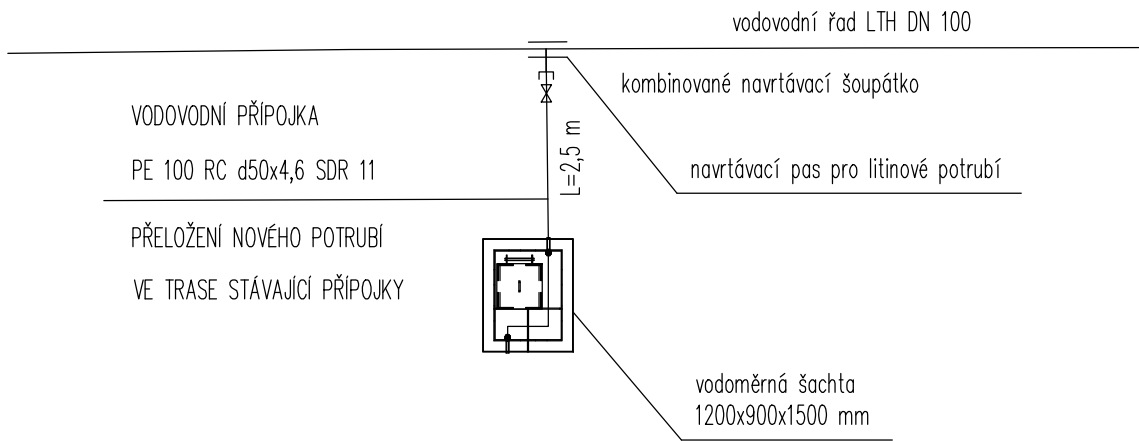 vodovodní řad LTH DN 100
kombinované navrtávací šoupátko
VODOVODNÍ PŘÍPOJKA
PE 100 RC d50x4,6 SDR 11
L=2,5 m
navrtávací pas pro litinové potrubí
PŘELOŽENÍ NOVÉHO POTRUBÍ
VE TRASE STÁVAJÍCÍ PŘÍPOJKY
vodoměrná šachta
1200x900x1500 mm